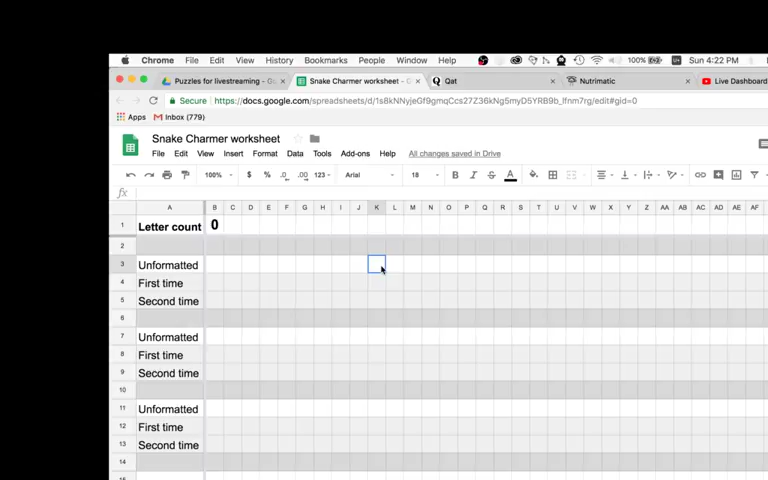 Chrome File Edit View History Bookmarks People Window Help 100% Sun 4:22 PM
Puzzles for livestreaming - Snake Charmer worksheet - Qat Nutrimatic Live Dashboard
Secure https://docs.google.com/spreadsheets/d/1s8kNNyjeGf9gmqCcs27Z36kNg5myD5YRB9b_lfnm7rg/edit#gid=0
Apps Inbox (779)
Snake Charmer worksheet
File Edit View Insert Format Data Tools Add-ons Help All changes saved in Drive
100% $ % .0 .00 123 Arial 18 B I S A
fx
A B C D E F G H I J K L M N O P Q R S T U V W X Y Z AA AB AC AD AE AF
1 Letter count 0
2
3 Unformatted
4 First time
5 Second time
6
7 Unformatted
8 First time
9 Second time
10
11 Unformatted
12 First time
13 Second time
14